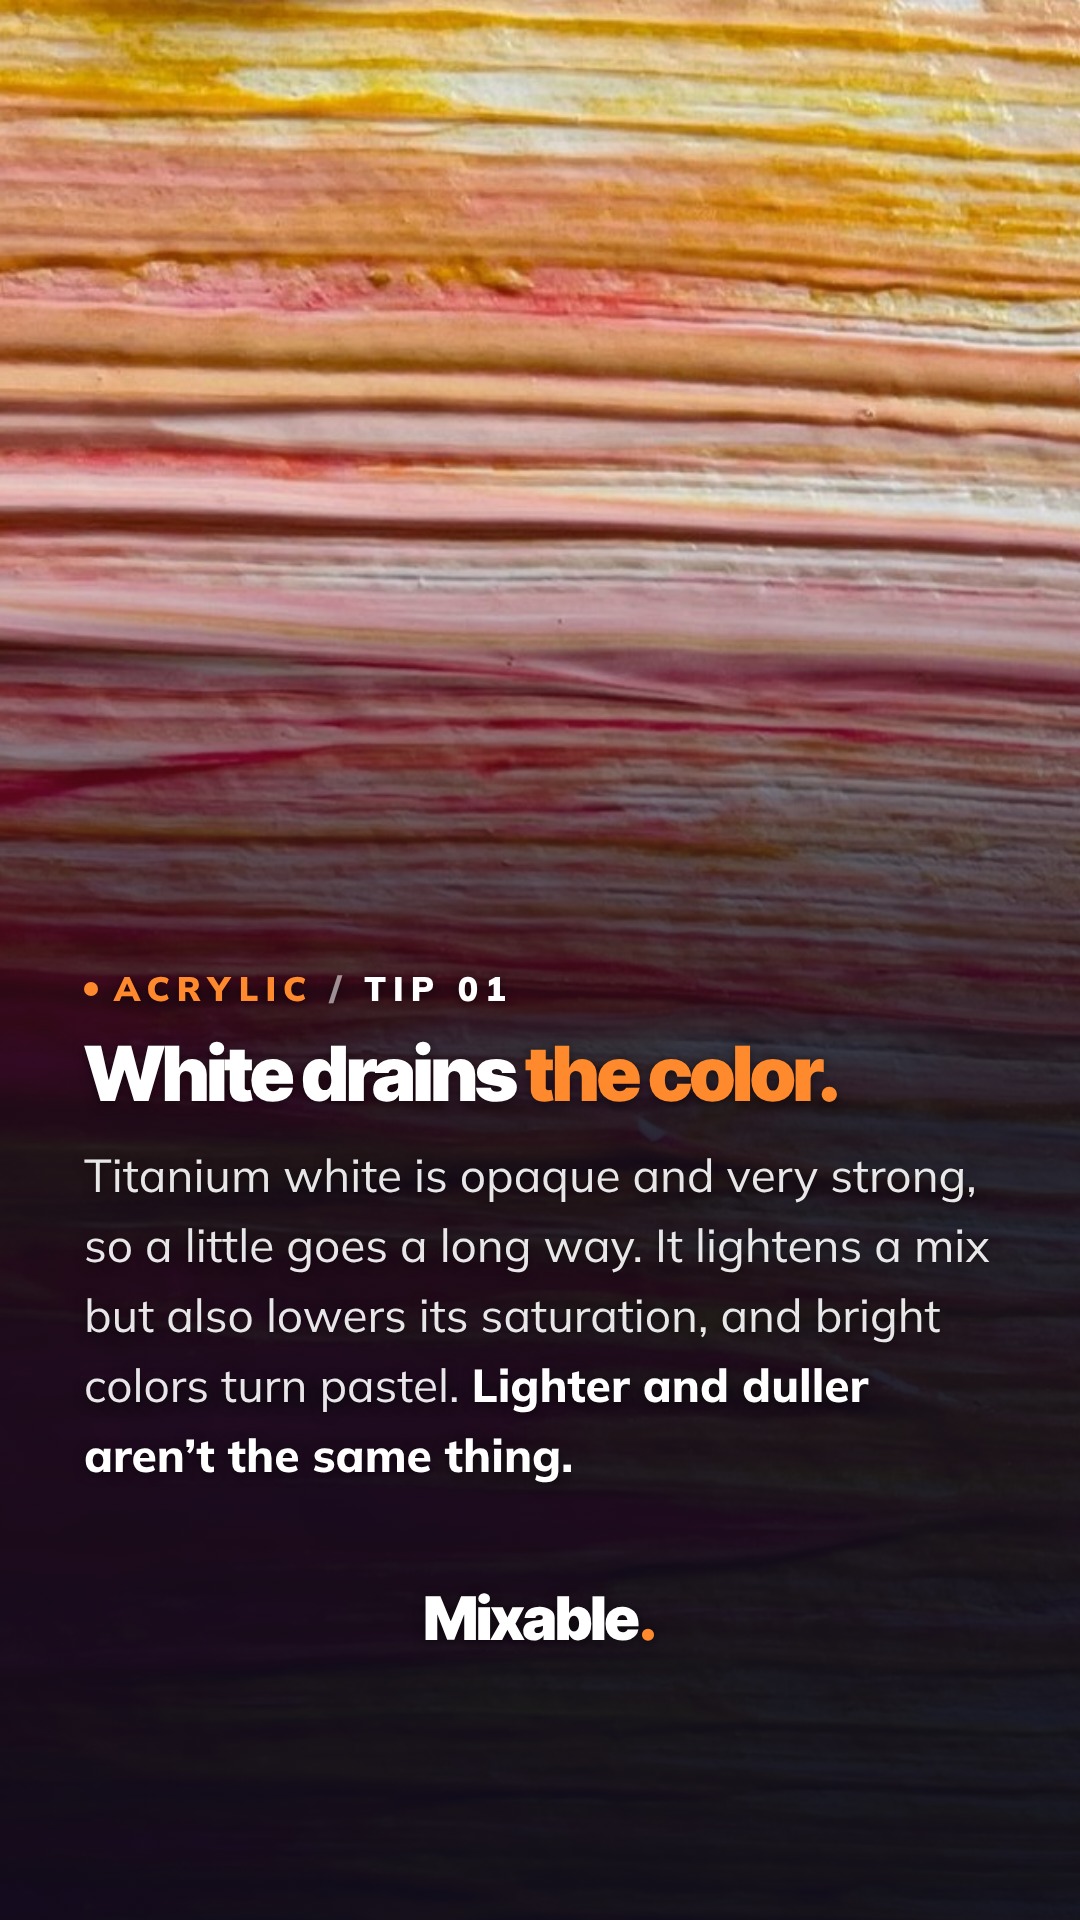 • ACRYLIC / TIP 01
White drains the color.
Titanium white is opaque and very strong,
so a little goes a long way. It lightens a mix
but also lowers its saturation, and bright
colors turn pastel. Lighter and duller
aren’t the same thing.
Mixable.